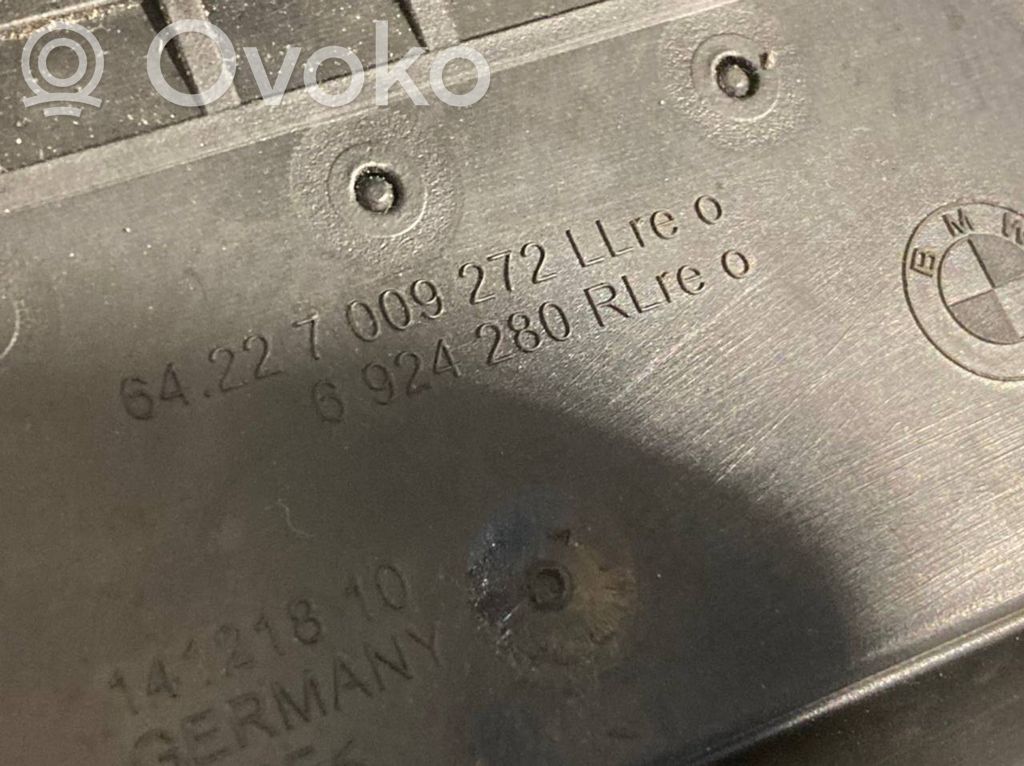 Ovoko
64.22 7 009 272 LLre o
6 924 280 RLre o
BMW
141218 10
GERMANY